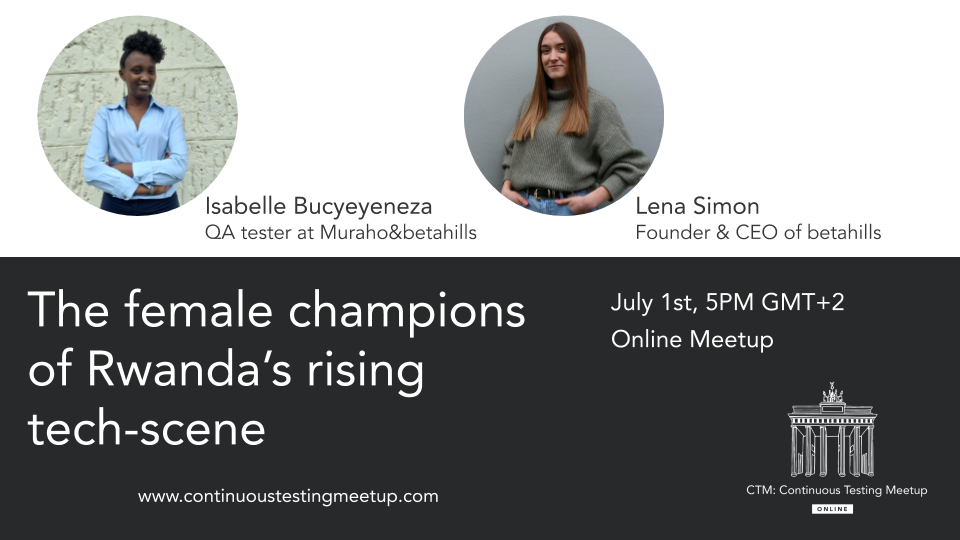 Isabelle Bucyeyeneza
QA tester at Muraho&betahills
Lena Simon
Founder & CEO of betahills
The female champions
of Rwanda’s rising
tech-scene
www.continuoustestingmeetup.com
July 1st, 5PM GMT+2
Online Meetup
CTM: Continuous Testing Meetup
ONLINE